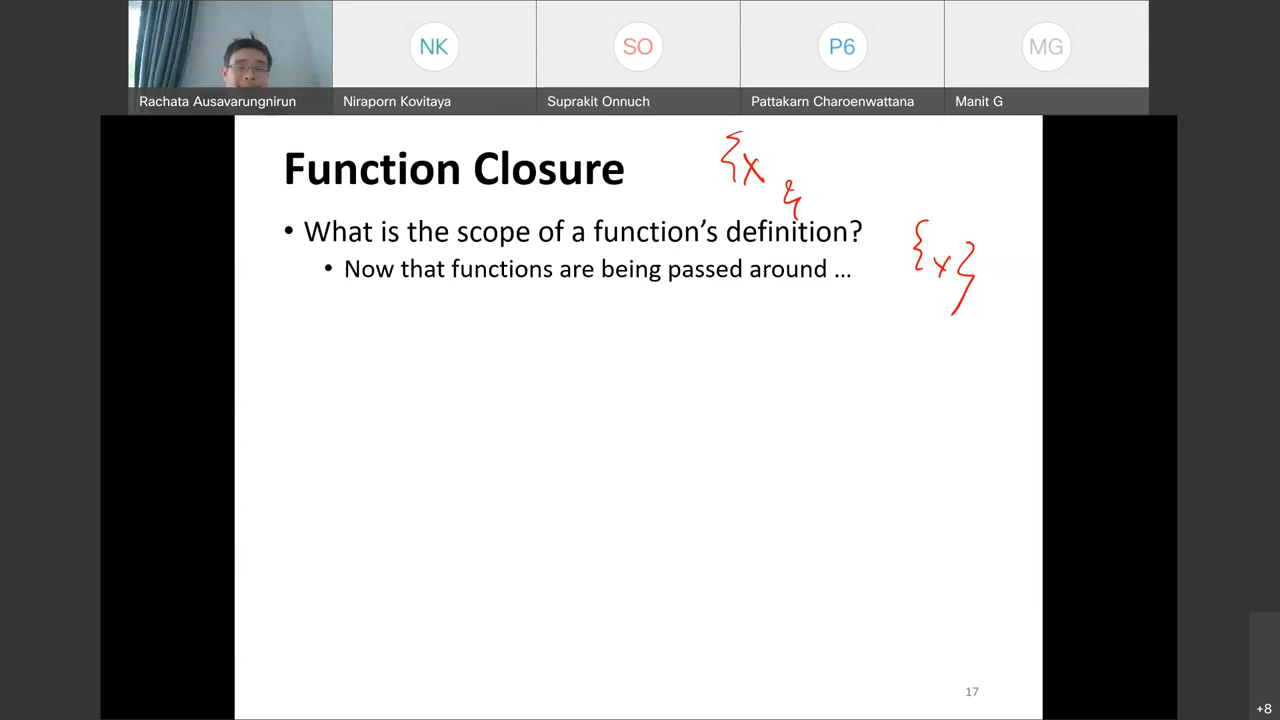 NK SO P6 MG
Rachata Ausavarungnirun Niraporn Kovitaya Suprakit Onnuch Pattakarn Charoenwattana Manit G
Function Closure
{x
• What is the scope of a function's definition?
{x}
• Now that functions are being passed around …
17
+8